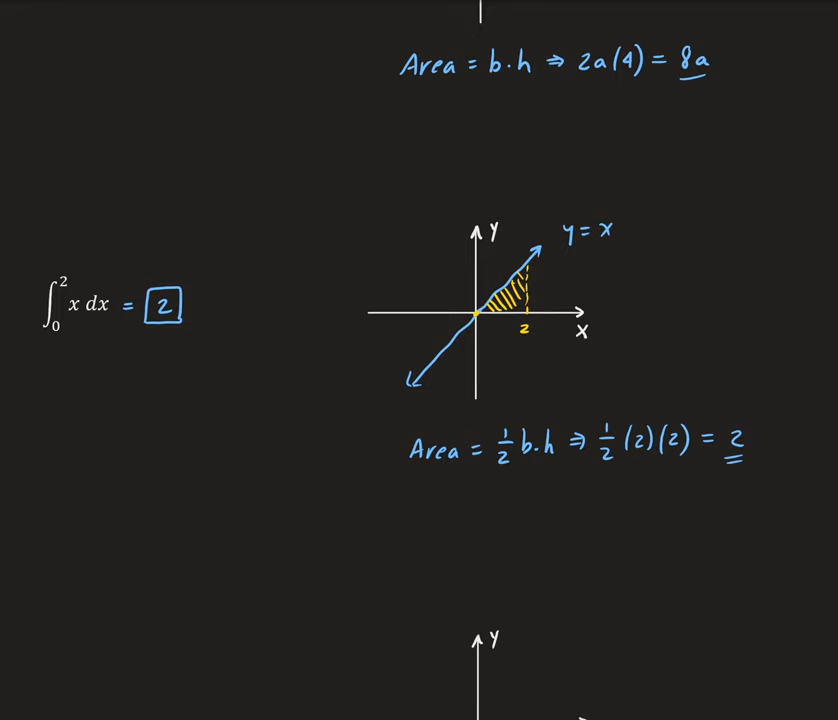 Area = b.h ⇒ 2a(4) = 8a
Y
y = x
∫₀² x dx = 2
2
X
Area = 1/2 b.h ⇒ 1/2 (2)(2) = 2
Y